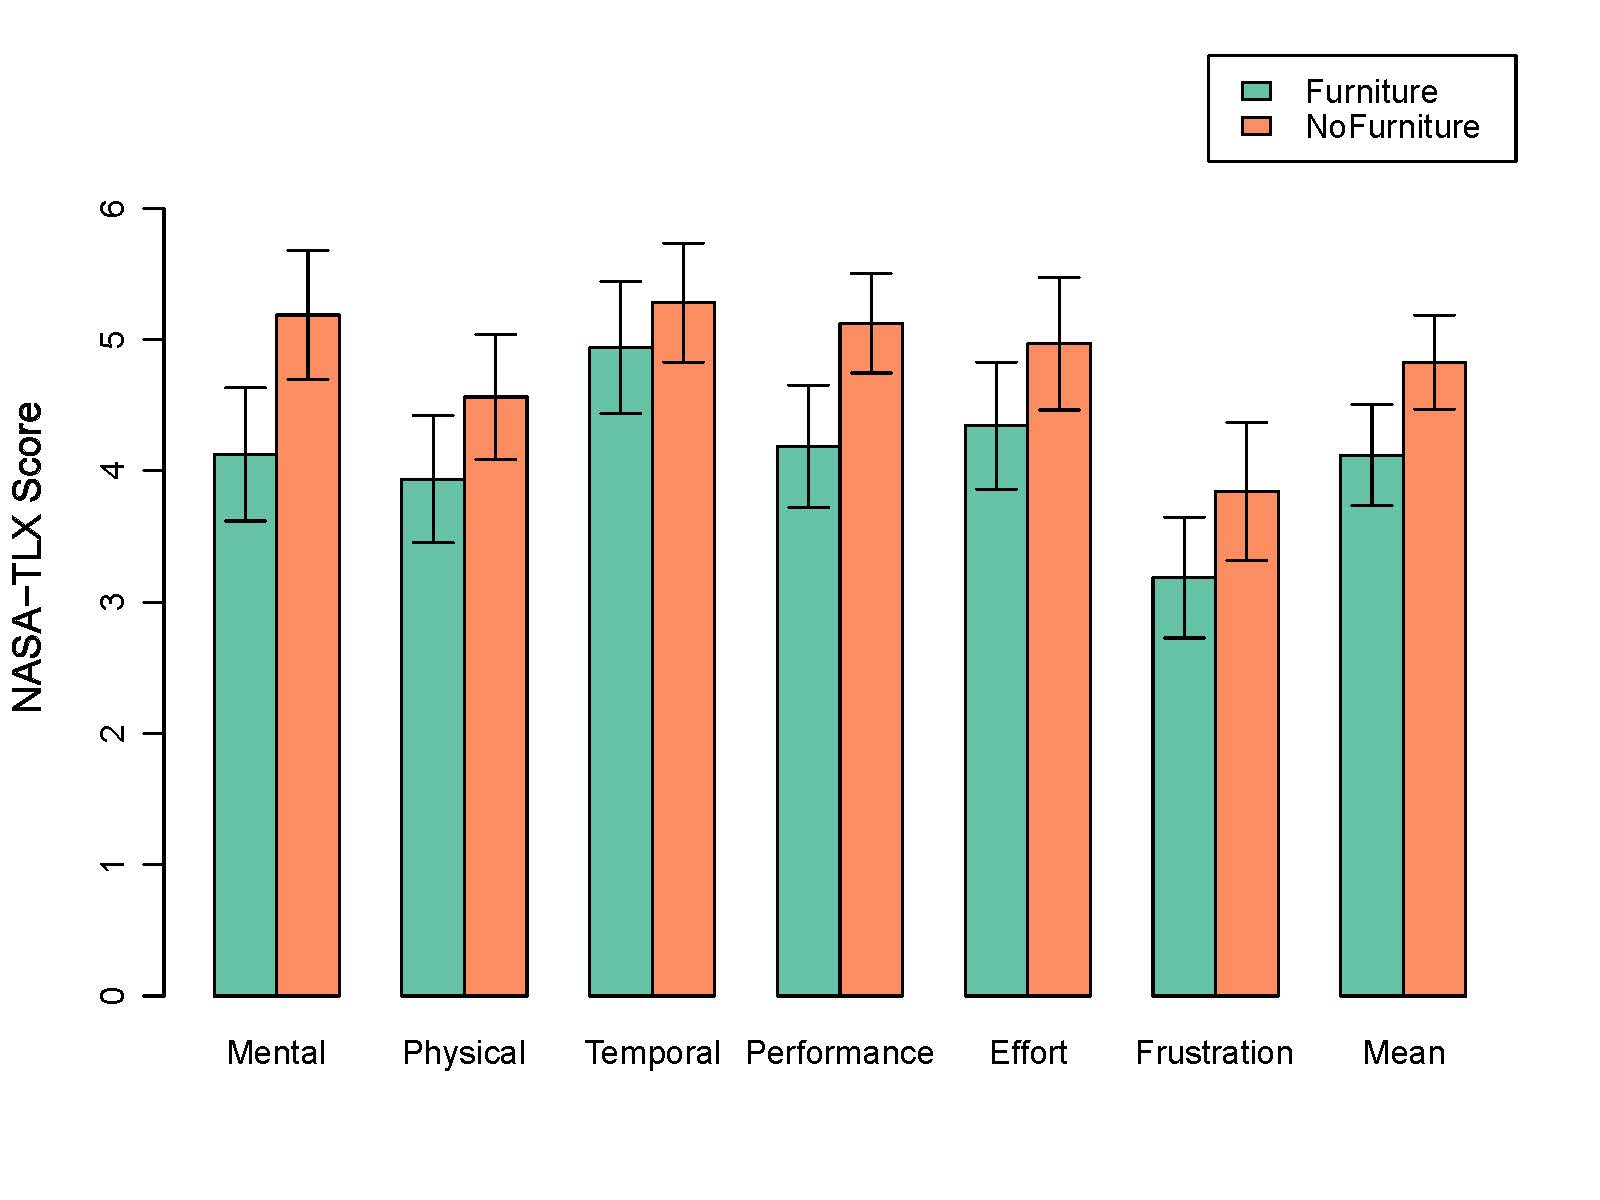 Furniture
NoFurniture
NASA−TLX Score
6
5
4
3
2
1
0
Mental Physical Temporal Performance Effort Frustration Mean